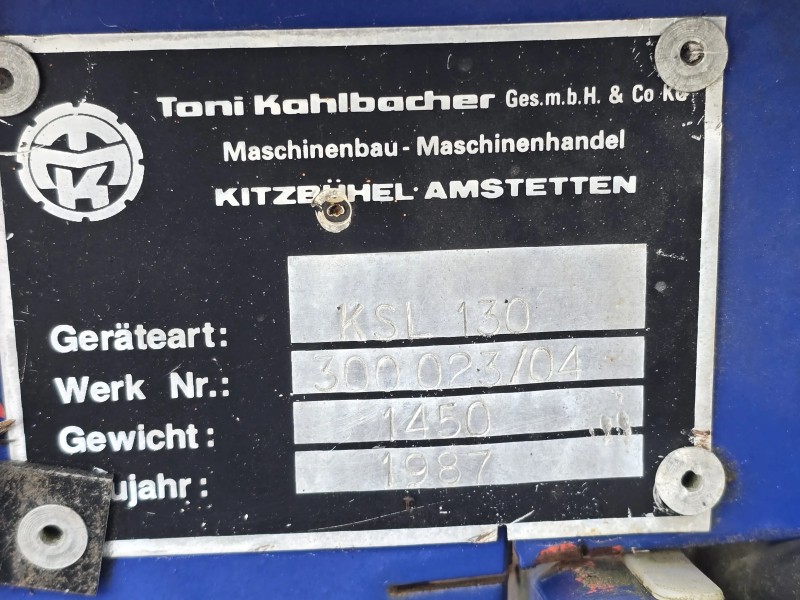 Toni Kahlbacher Ges.m.b.H. & Co KG
Maschinenbau - Maschinenhandel
KITZBÜHEL · AMSTETTEN
Geräteart: KSL 130
Werk Nr.: 300 023/04
Gewicht: 1450
ujahr: 1987